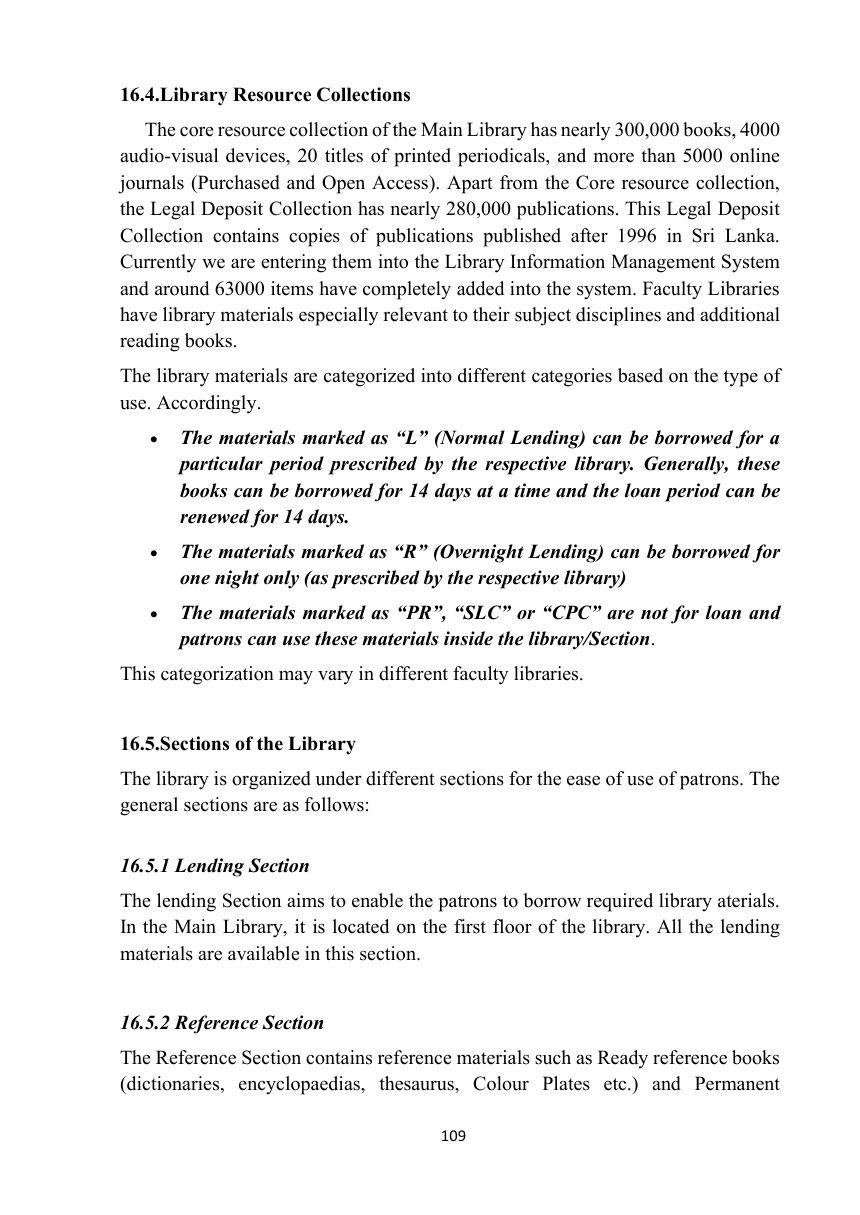 16.4.Library Resource Collections
The core resource collection of the Main Library has nearly 300,000 books, 4000
audio-visual devices, 20 titles of printed periodicals, and more than 5000 online
journals (Purchased and Open Access). Apart from the Core resource collection,
the Legal Deposit Collection has nearly 280,000 publications. This Legal Deposit
Collection contains copies of publications published after 1996 in Sri Lanka.
Currently we are entering them into the Library Information Management System
and around 63000 items have completely added into the system. Faculty Libraries
have library materials especially relevant to their subject disciplines and additional
reading books.
The library materials are categorized into different categories based on the type of
use. Accordingly.
• The materials marked as “L” (Normal Lending) can be borrowed for a
particular period prescribed by the respective library. Generally, these
books can be borrowed for 14 days at a time and the loan period can be
renewed for 14 days.
• The materials marked as “R” (Overnight Lending) can be borrowed for
one night only (as prescribed by the respective library)
• The materials marked as “PR”, “SLC” or “CPC” are not for loan and
patrons can use these materials inside the library/Section.
This categorization may vary in different faculty libraries.
16.5.Sections of the Library
The library is organized under different sections for the ease of use of patrons. The
general sections are as follows:
16.5.1 Lending Section
The lending Section aims to enable the patrons to borrow required library aterials.
In the Main Library, it is located on the first floor of the library. All the lending
materials are available in this section.
16.5.2 Reference Section
The Reference Section contains reference materials such as Ready reference books
(dictionaries, encyclopaedias, thesaurus, Colour Plates etc.) and Permanent
109